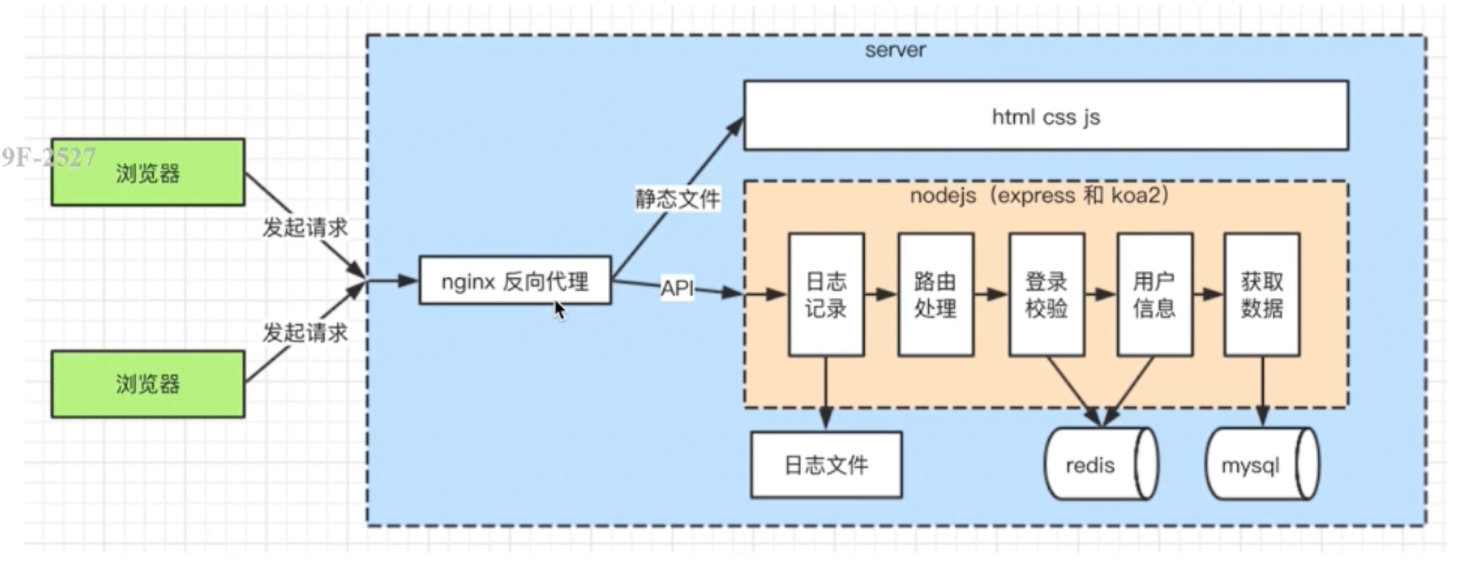 server
html css js
9F-2527
浏览器
发起请求
静态文件
nodejs（express 和 koa2）
nginx 反向代理
API
日志
记录
路由
处理
登录
校验
用户
信息
获取
数据
发起请求
浏览器
日志文件
redis
mysql